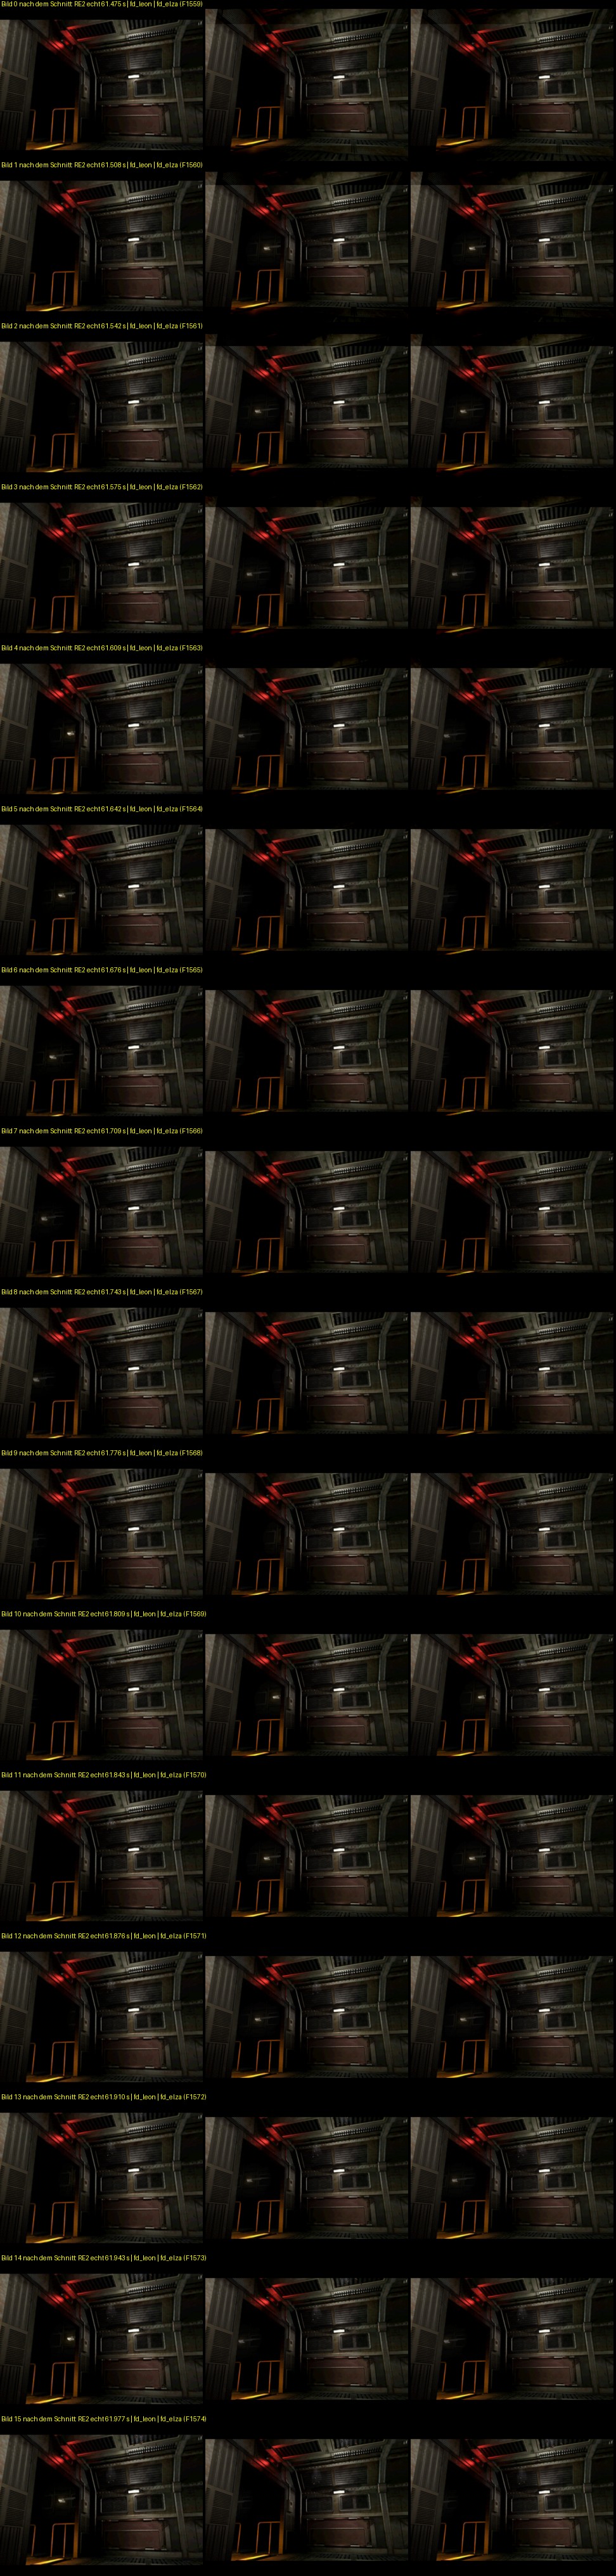 Bild 0 nach dem Schnitt: RE2 echt 61.475 s | fd_leon | fd_elza (F1559)
Bild 1 nach dem Schnitt: RE2 echt 61.508 s | fd_leon | fd_elza (F1560)
Bild 2 nach dem Schnitt: RE2 echt 61.542 s | fd_leon | fd_elza (F1561)
Bild 3 nach dem Schnitt: RE2 echt 61.575 s | fd_leon | fd_elza (F1562)
Bild 4 nach dem Schnitt: RE2 echt 61.609 s | fd_leon | fd_elza (F1563)
Bild 5 nach dem Schnitt: RE2 echt 61.642 s | fd_leon | fd_elza (F1564)
Bild 6 nach dem Schnitt: RE2 echt 61.676 s | fd_leon | fd_elza (F1565)
Bild 7 nach dem Schnitt: RE2 echt 61.709 s | fd_leon | fd_elza (F1566)
Bild 8 nach dem Schnitt: RE2 echt 61.743 s | fd_leon | fd_elza (F1567)
Bild 9 nach dem Schnitt: RE2 echt 61.776 s | fd_leon | fd_elza (F1568)
Bild 10 nach dem Schnitt: RE2 echt 61.809 s | fd_leon | fd_elza (F1569)
Bild 11 nach dem Schnitt: RE2 echt 61.843 s | fd_leon | fd_elza (F1570)
Bild 12 nach dem Schnitt: RE2 echt 61.876 s | fd_leon | fd_elza (F1571)
Bild 13 nach dem Schnitt: RE2 echt 61.910 s | fd_leon | fd_elza (F1572)
Bild 14 nach dem Schnitt: RE2 echt 61.943 s | fd_leon | fd_elza (F1573)
Bild 15 nach dem Schnitt: RE2 echt 61.977 s | fd_leon | fd_elza (F1574)